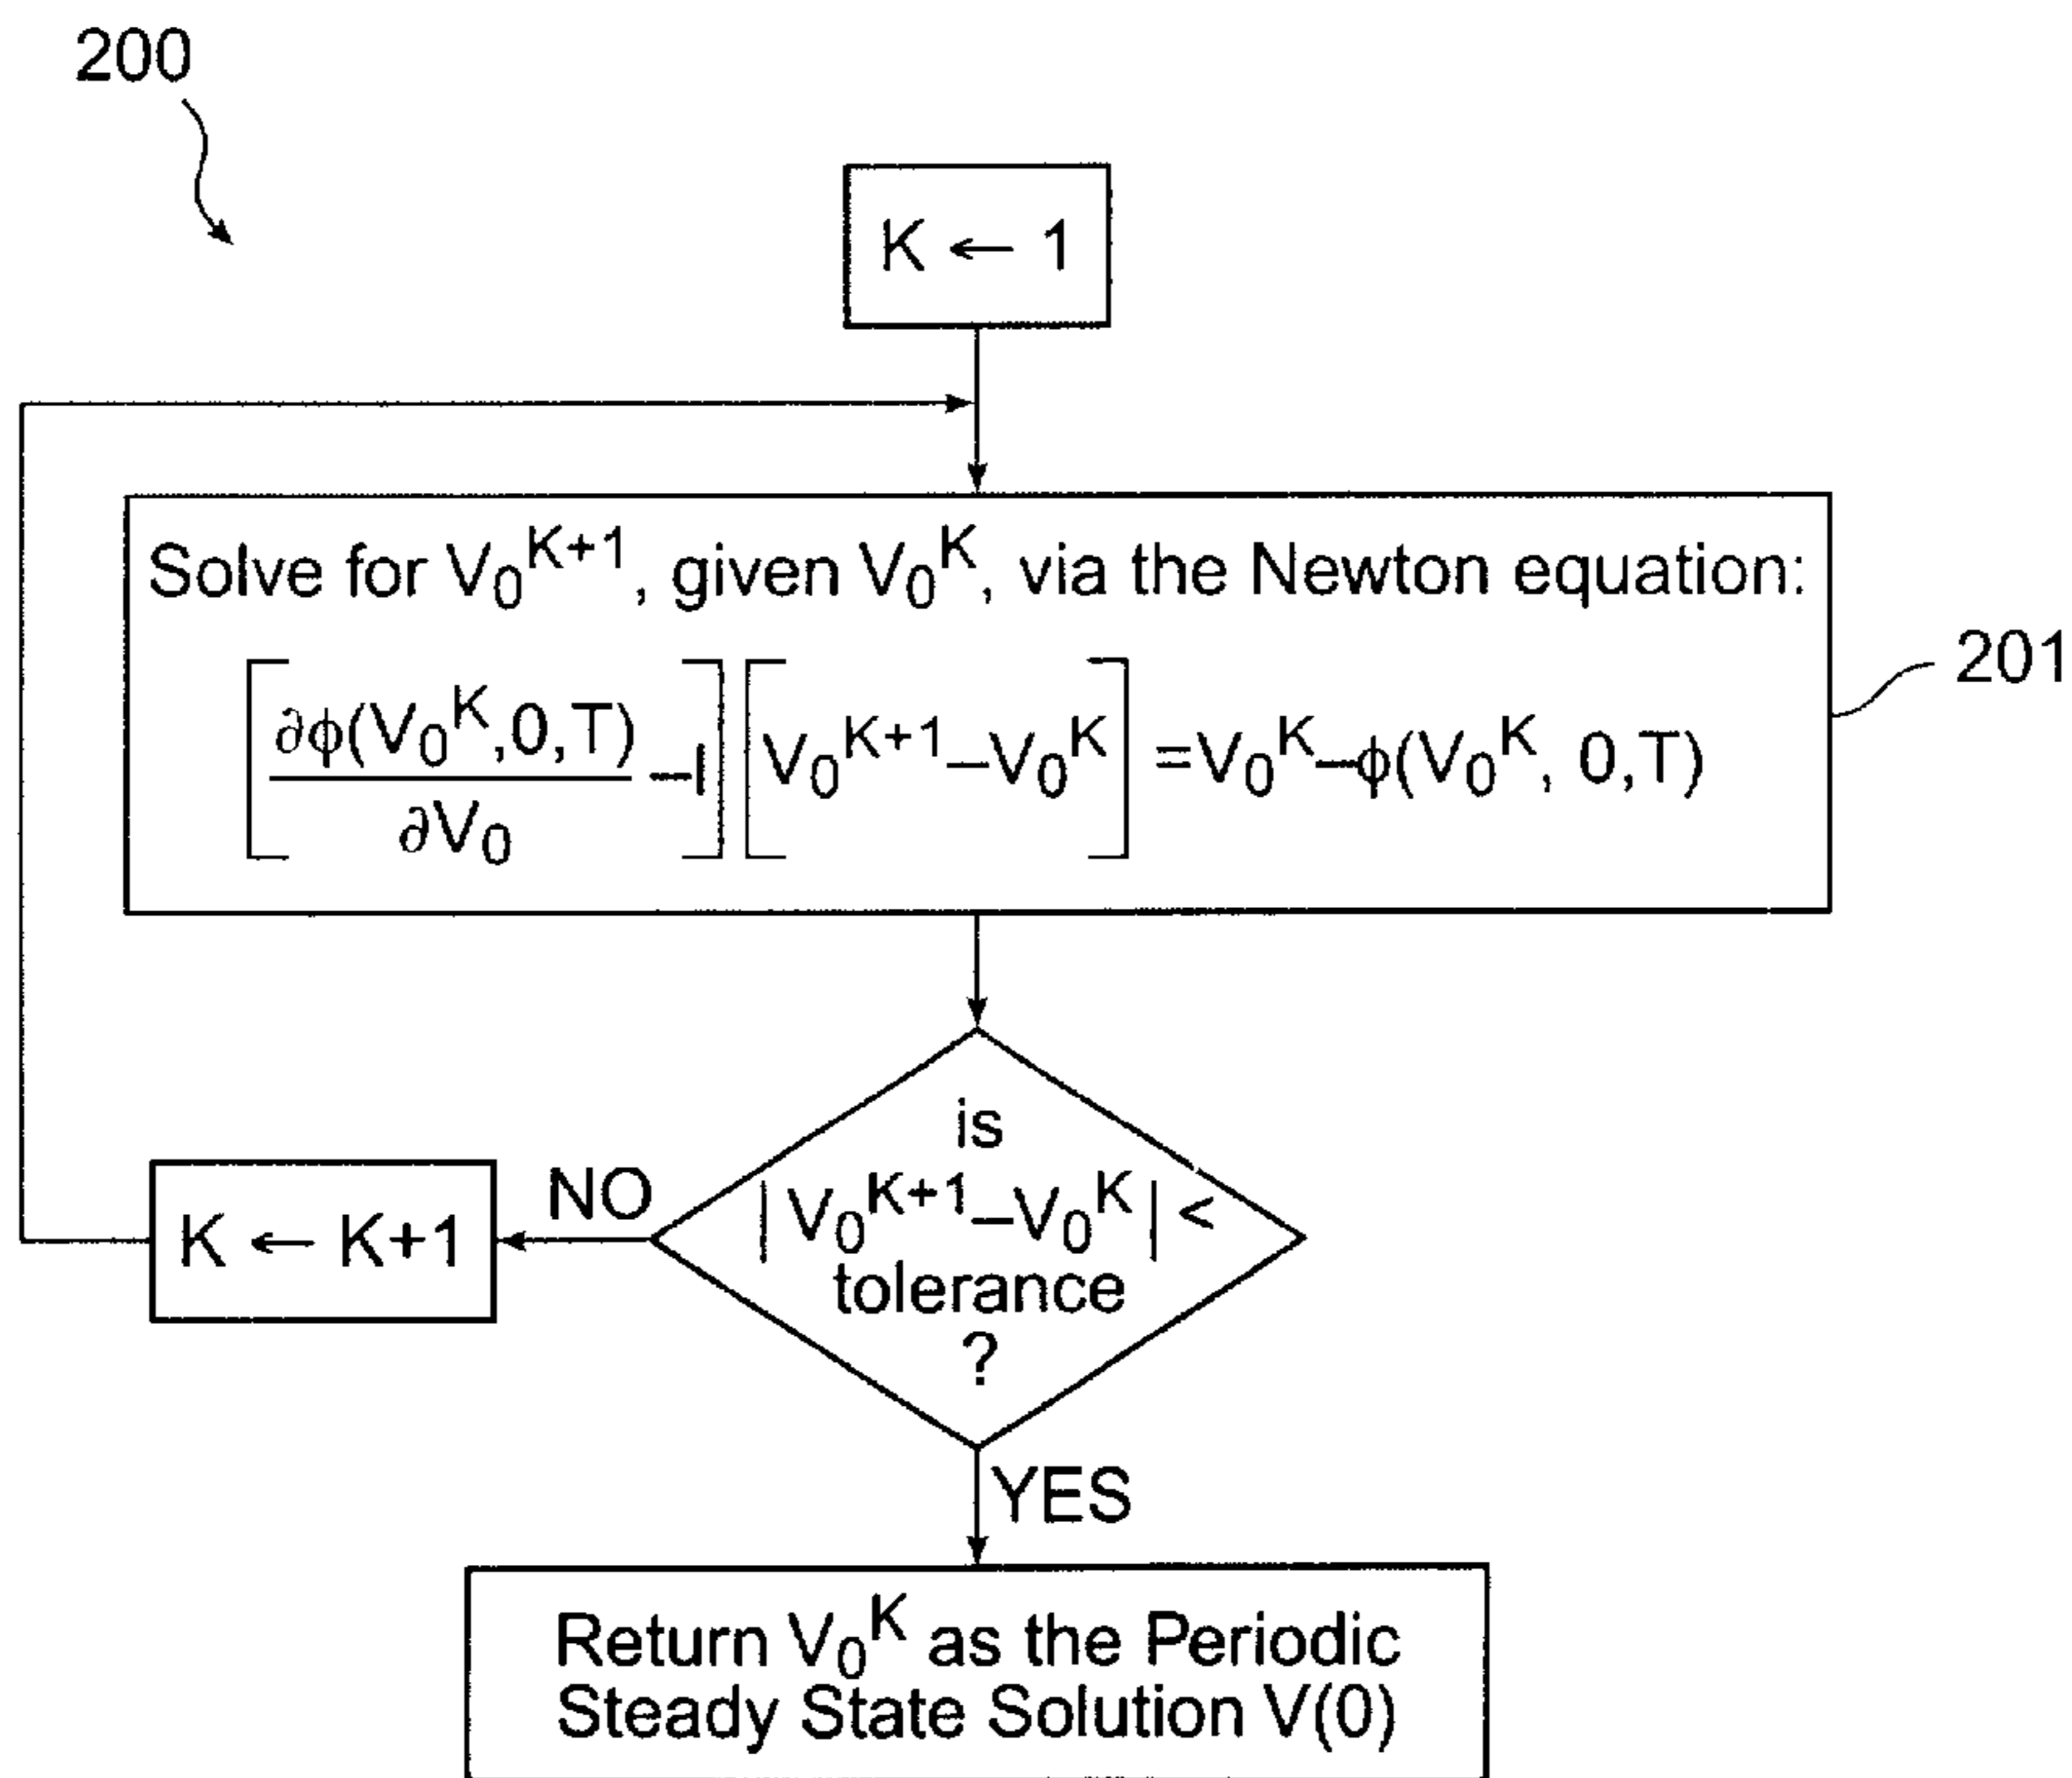 200
K ← 1
Solve for V₀ᴷ⁺¹, given V₀ᴷ, via the Newton equation:
[∂ϕ(V₀ᴷ,0,T)/∂V₀ –I] [V₀ᴷ⁺¹–V₀ᴷ] =V₀ᴷ–ϕ(V₀ᴷ, 0,T)
201
is
| V₀ᴷ⁺¹–V₀ᴷ | <
tolerance
?
NO
K ← K+1
YES
Return V₀ᴷ as the Periodic
Steady State Solution V(0)